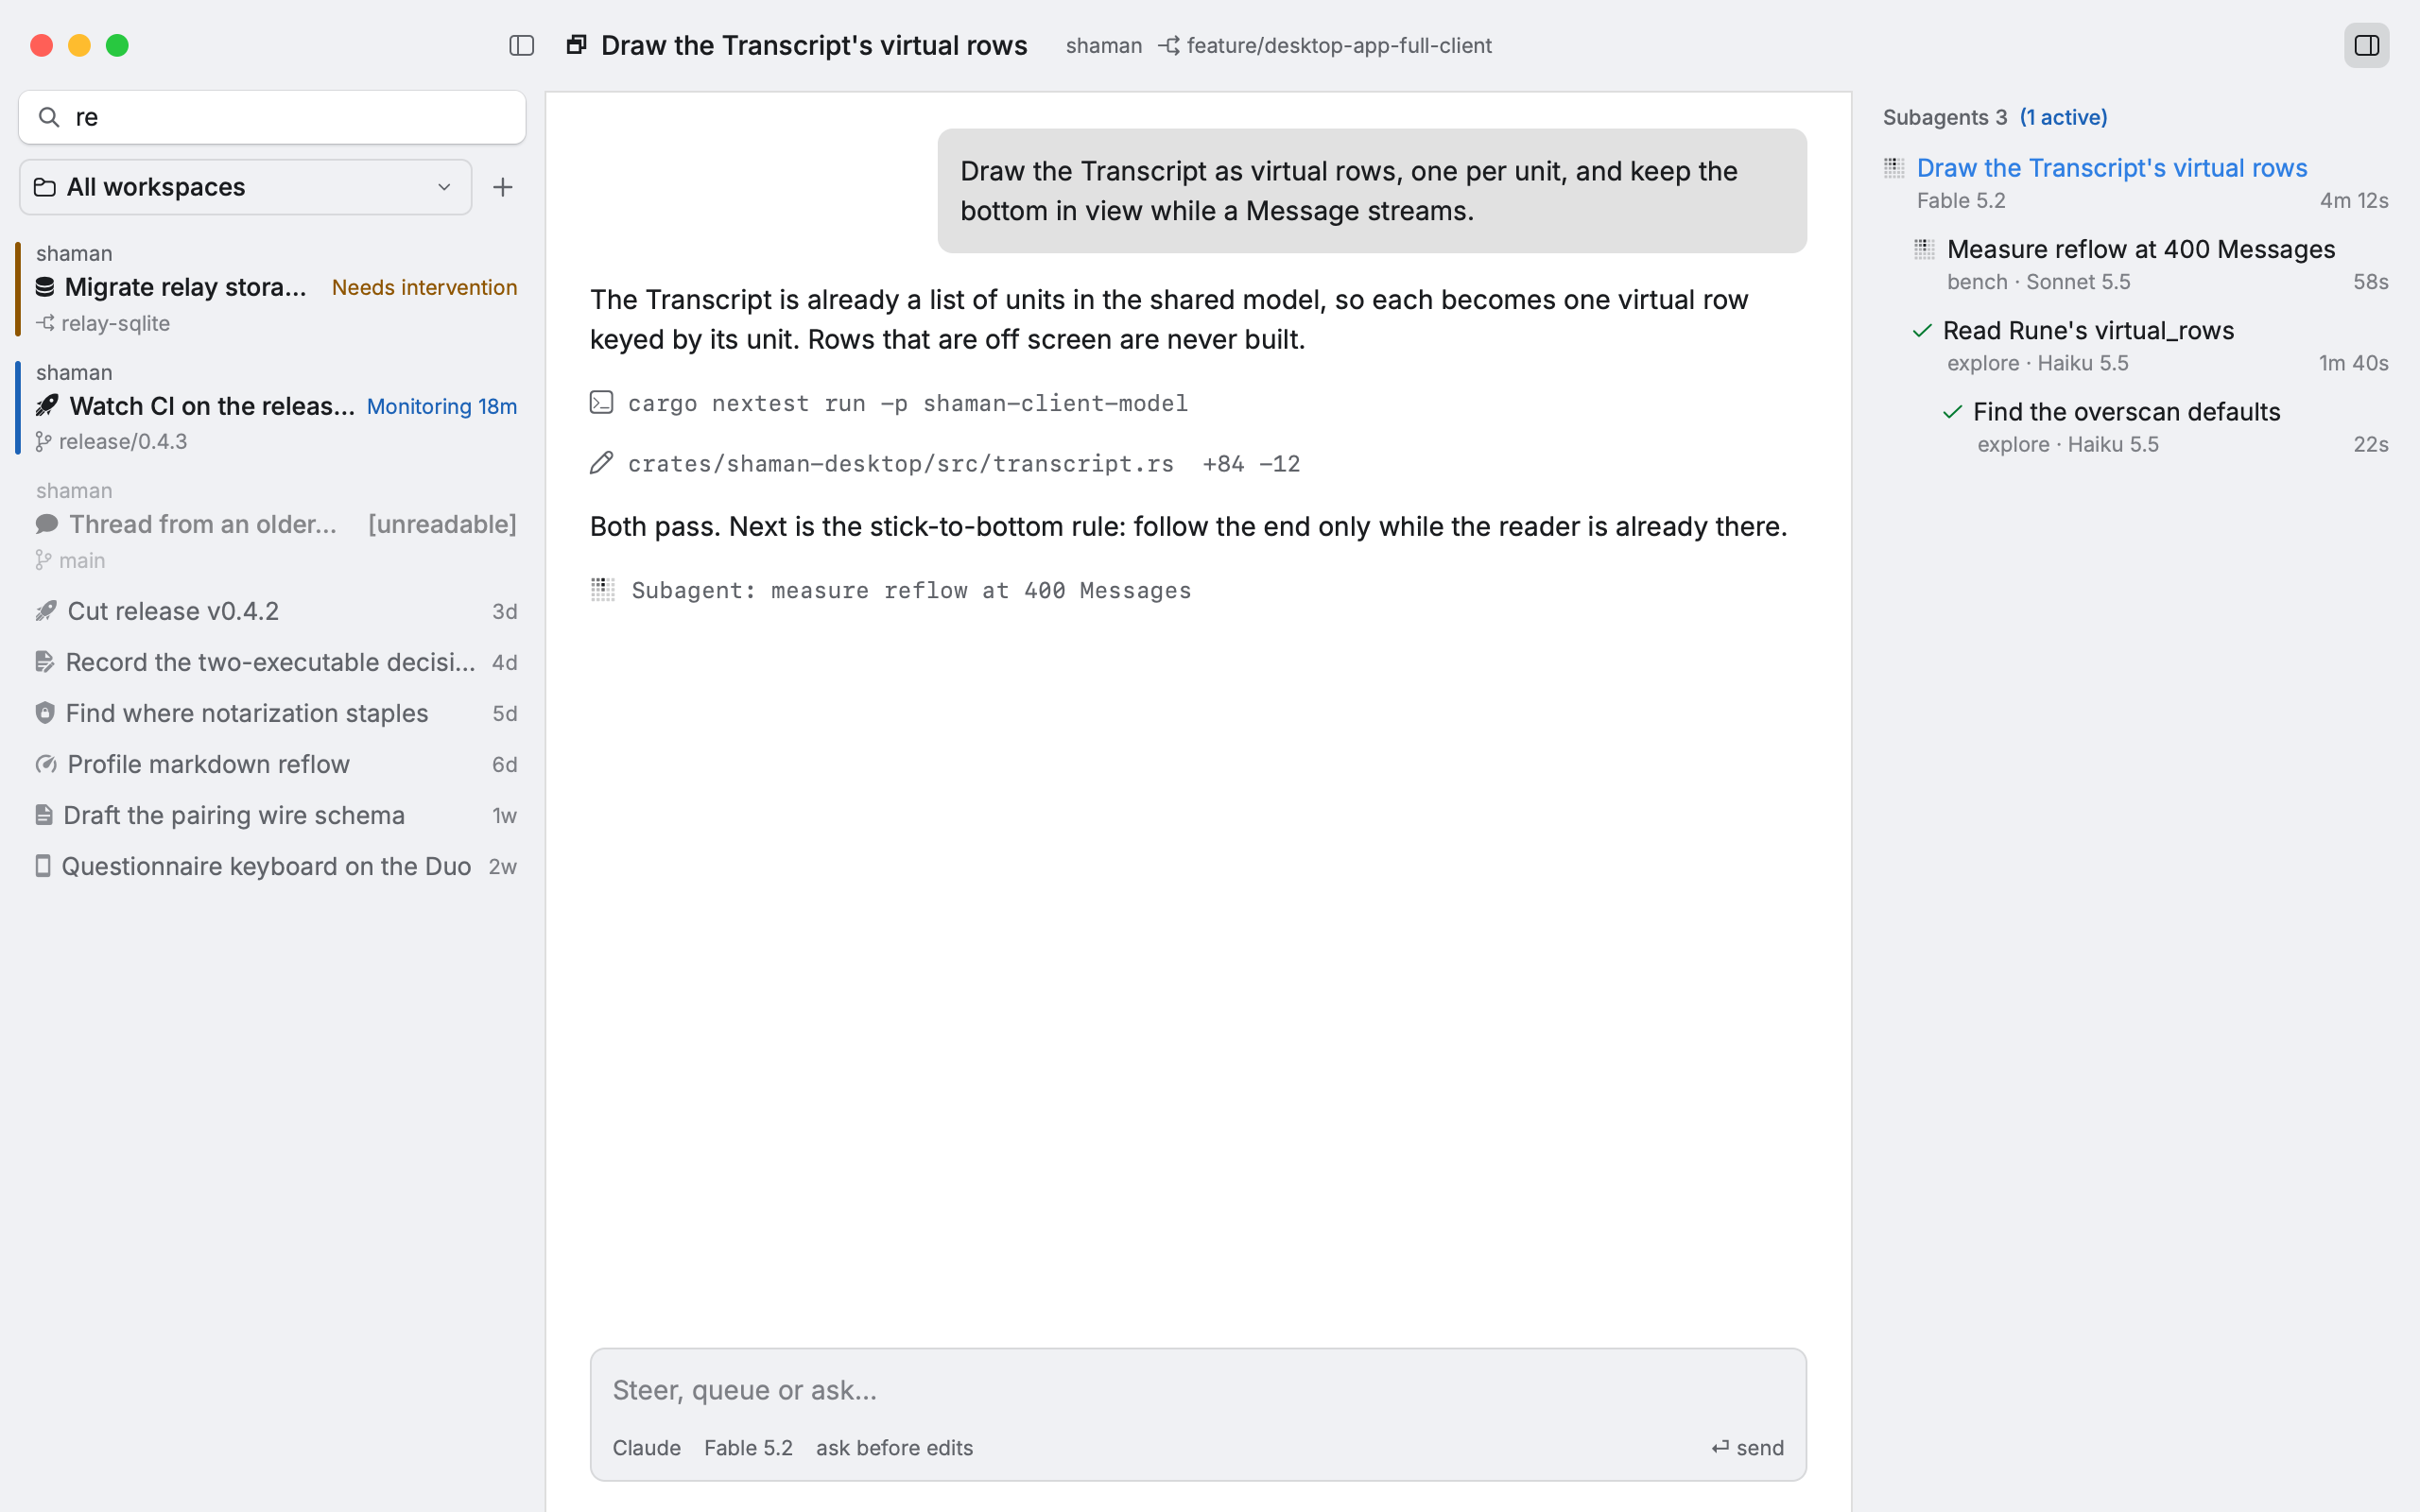 Draw the Transcript's virtual rows
shaman
feature/desktop-app-full-client
re
All workspaces
shaman
Migrate relay stora...
Needs intervention
relay-sqlite
shaman
Watch CI on the releas...
Monitoring 18m
release/0.4.3
shaman
Thread from an older...
[unreadable]
main
Cut release v0.4.2
3d
Record the two-executable decisi...
4d
Find where notarization staples
5d
Profile markdown reflow
6d
Draft the pairing wire schema
1w
Questionnaire keyboard on the Duo
2w
Draw the Transcript as virtual rows, one per unit, and keep the
bottom in view while a Message streams.
The Transcript is already a list of units in the shared model, so each becomes one virtual row
keyed by its unit. Rows that are off screen are never built.
cargo nextest run -p shaman-client-model
crates/shaman-desktop/src/transcript.rs +84 -12
Both pass. Next is the stick-to-bottom rule: follow the end only while the reader is already there.
Subagent: measure reflow at 400 Messages
Steer, queue or ask...
Claude
Fable 5.2
ask before edits
send
Subagents 3 (1 active)
Draw the Transcript's virtual rows
Fable 5.2
4m 12s
Measure reflow at 400 Messages
bench · Sonnet 5.5
58s
Read Rune's virtual_rows
explore · Haiku 5.5
1m 40s
Find the overscan defaults
explore · Haiku 5.5
22s